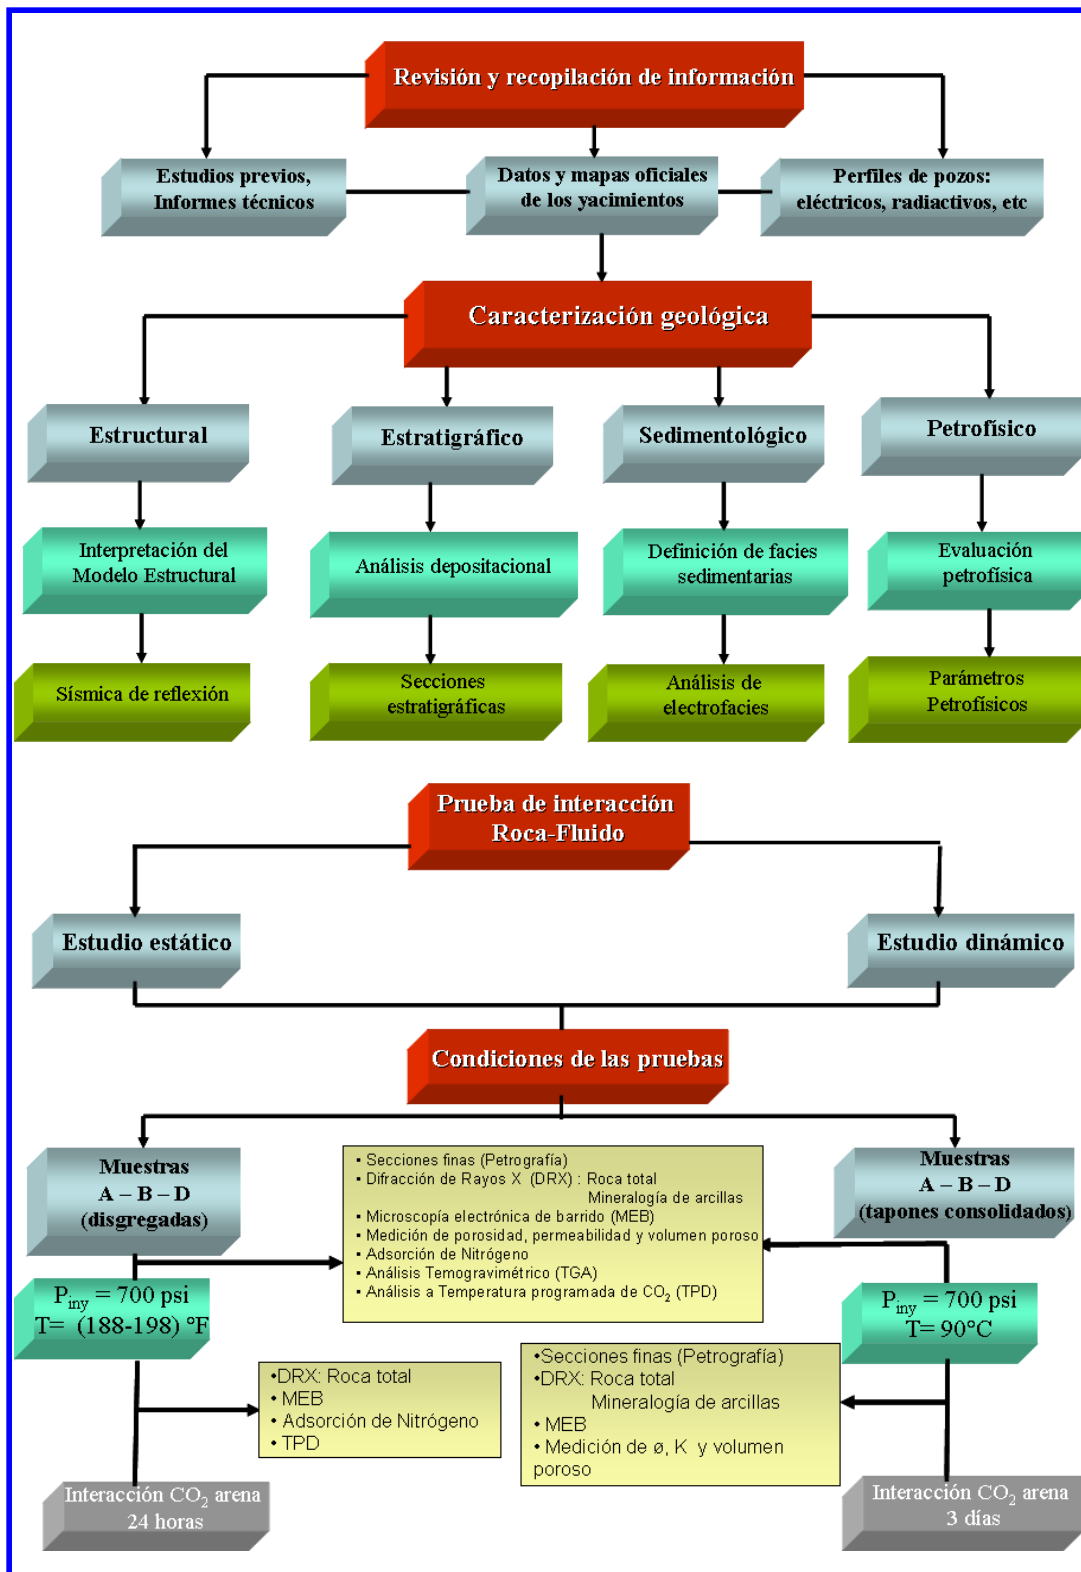 Revisión y recopilación de información
Estudios previos,
Informes técnicos
Datos y mapas oficiales
de los yacimientos
Perfiles de pozos:
eléctricos, radiactivos, etc
Caracterización geológica
Estructural
Estratigráfico
Sedimentológico
Petrofísico
Interpretación del
Modelo Estructural
Análisis depositacional
Definición de facies
sedimentarias
Evaluación
petrofísica
Sísmica de reflexión
Secciones
estratigráficas
Análisis de
electrofacies
Parámetros
Petrofísicos
Prueba de interacción
Roca-Fluido
Estudio estático
Estudio dinámico
Condiciones de las pruebas
Muestras
A – B – D
(disgregadas)
• Secciones finas (Petrografía)
• Difracción de Rayos X (DRX) : Roca total
Mineralogía de arcillas
• Microscopía electrónica de barrido (MEB)
• Medición de porosidad, permeabilidad y volumen poroso
• Adsorción de Nitrógeno
• Análisis Temogravimétrico (TGA)
• Análisis a Temperatura programada de CO₂ (TPD)
Muestras
A – B – D
(tapones consolidados)
P_iny = 700 psi
T= (188-198) °F
P_iny = 700 psi
T= 90°C
•DRX: Roca total
•MEB
• Adsorción de Nitrógeno
• TPD
•Secciones finas (Petrografía)
•DRX: Roca total
Mineralogía de arcillas
• MEB
• Medición de ø, K y volumen
poroso
Interacción CO₂ arena
24 horas
Interacción CO₂ arena
3 días